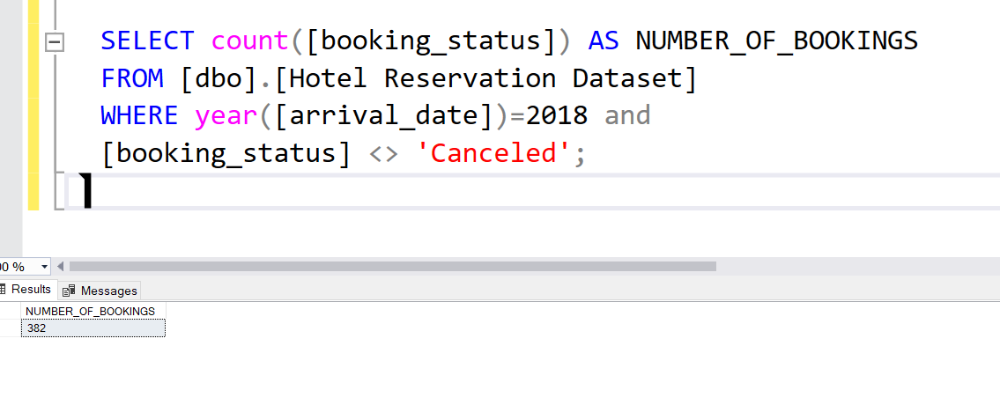 SELECT count([booking_status]) AS NUMBER_OF_BOOKINGS
FROM [dbo].[Hotel Reservation Dataset]
WHERE year([arrival_date])=2018 and
[booking_status] <> 'Canceled';
00 %
Results Messages
NUMBER_OF_BOOKINGS
382